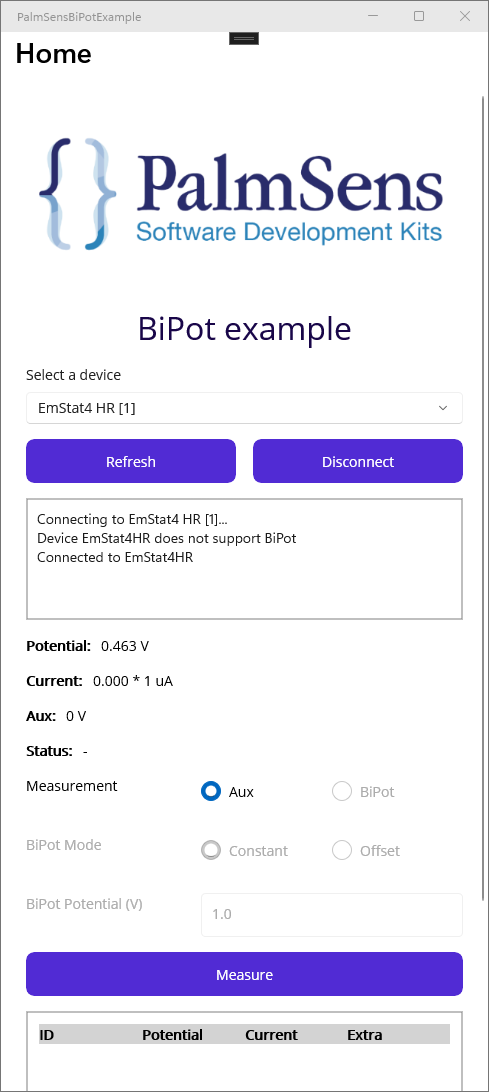 PalmSensBiPotExample
Home
PalmSens
Software Development Kits
BiPot example
Select a device
EmStat4 HR [1]
Refresh Disconnect
Connecting to EmStat4 HR [1]...
Device EmStat4HR does not support BiPot
Connected to EmStat4HR
Potential: 0.463 V
Current: 0.000 * 1 uA
Aux: 0 V
Status: -
Measurement Aux BiPot
BiPot Mode Constant Offset
BiPot Potential (V) 1.0
Measure
ID Potential Current Extra